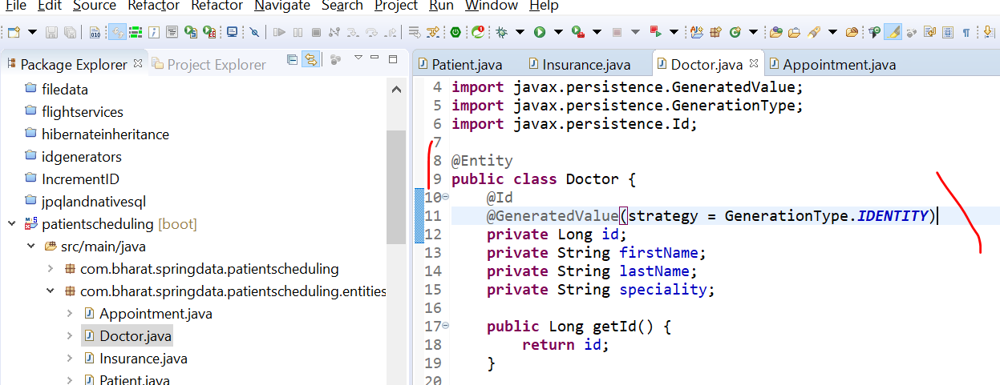 File Edit Source Refactor Refactor Navigate Search Project Run Window Help
Package Explorer Project Explorer
filedata
flightservices
hibernateinheritance
idgenerators
IncrementID
jpqlandnativesql
patientscheduling [boot]
src/main/java
com.bharat.springdata.patientscheduling
com.bharat.springdata.patientscheduling.entities
Appointment.java
Doctor.java
Insurance.java
Patient.java
Patient.java Insurance.java Doctor.java Appointment.java
4 import javax.persistence.GeneratedValue;
5 import javax.persistence.GenerationType;
6 import javax.persistence.Id;
7
8 @Entity
9 public class Doctor {
10 @Id
11 @GeneratedValue(strategy = GenerationType.IDENTITY)
12 private Long id;
13 private String firstName;
14 private String lastName;
15 private String speciality;
16
17 public Long getId() {
18 return id;
19 }
20